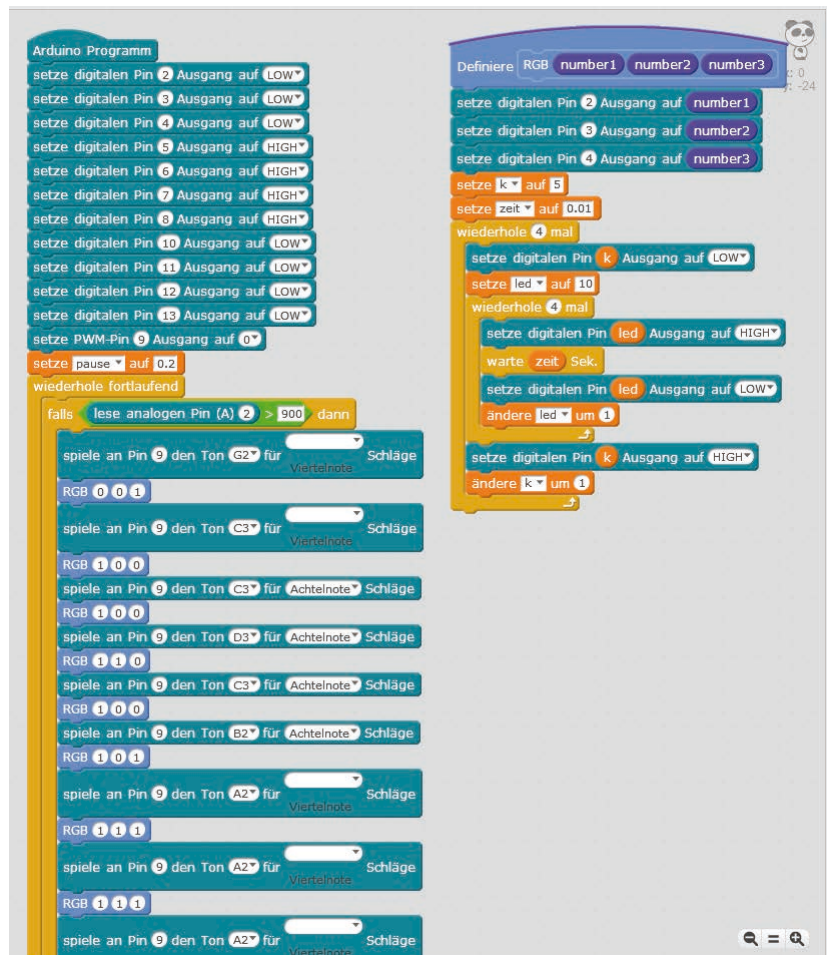 Arduino Programm
setze digitalen Pin 2 Ausgang auf LOW
setze digitalen Pin 3 Ausgang auf LOW
setze digitalen Pin 4 Ausgang auf LOW
setze digitalen Pin 5 Ausgang auf HIGH
setze digitalen Pin 6 Ausgang auf HIGH
setze digitalen Pin 7 Ausgang auf HIGH
setze digitalen Pin 8 Ausgang auf HIGH
setze digitalen Pin 10 Ausgang auf LOW
setze digitalen Pin 11 Ausgang auf LOW
setze digitalen Pin 12 Ausgang auf LOW
setze digitalen Pin 13 Ausgang auf LOW
setze PWM-Pin 9 Ausgang auf 0
setze pause auf 0.2
wiederhole fortlaufend
falls lese analogen Pin (A) 2 > 900 dann
spiele an Pin 9 den Ton G2 für Viertelnote Schläge
RGB 0 0 1
spiele an Pin 9 den Ton C3 für Viertelnote Schläge
RGB 1 0 0
spiele an Pin 9 den Ton C3 für Achtelnote Schläge
RGB 1 0 0
spiele an Pin 9 den Ton D3 für Achtelnote Schläge
RGB 1 1 0
spiele an Pin 9 den Ton C3 für Achtelnote Schläge
RGB 1 0 0
spiele an Pin 9 den Ton B2 für Achtelnote Schläge
RGB 1 0 1
spiele an Pin 9 den Ton A2 für Viertelnote Schläge
RGB 1 1 1
spiele an Pin 9 den Ton A2 für Viertelnote Schläge
RGB 1 1 1
spiele an Pin 9 den Ton A2 für Viertelnote Schläge
Definiere RGB number1 number2 number3
setze digitalen Pin 2 Ausgang auf number1
setze digitalen Pin 3 Ausgang auf number2
setze digitalen Pin 4 Ausgang auf number3
setze k auf 5
setze zeit auf 0.01
wiederhole 4 mal
setze digitalen Pin k Ausgang auf LOW
setze led auf 10
wiederhole 4 mal
setze digitalen Pin led Ausgang auf HIGH
warte zeit Sek.
setze digitalen Pin led Ausgang auf LOW
ändere led um 1
setze digitalen Pin k Ausgang auf HIGH
ändere k um 1
: 0
: -24